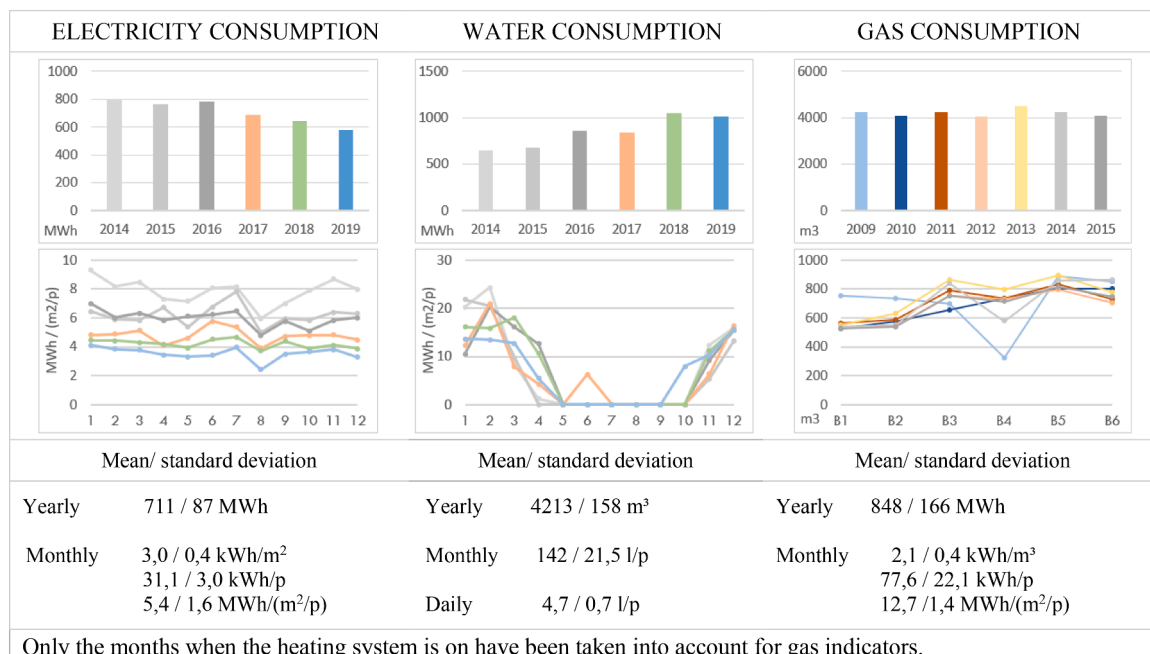 ELECTRICITY CONSUMPTION
WATER CONSUMPTION
GAS CONSUMPTION
1000
800
600
400
200
0
MWh
2014 2015 2016 2017 2018 2019
1500
1000
500
0
MWh
2014 2015 2016 2017 2018 2019
6000
4000
2000
0
m3
2009 2010 2011 2012 2013 2014 2015
MWh / (m2/p)
10
8
6
4
2
0
1 2 3 4 5 6 7 8 9 10 11 12
MWh / (m2/p)
30
20
10
0
1 2 3 4 5 6 7 8 9 10 11 12
1000
800
600
400
200
0
m3
B1 B2 B3 B4 B5 B6
Mean/ standard deviation
Mean/ standard deviation
Mean/ standard deviation
Yearly 711 / 87 MWh
Yearly 4213 / 158 m³
Yearly 848 / 166 MWh
Monthly 3,0 / 0,4 kWh/m²
31,1 / 3,0 kWh/p
5,4 / 1,6 MWh/(m²/p)
Monthly 142 / 21,5 l/p
Daily 4,7 / 0,7 l/p
Monthly 2,1 / 0,4 kWh/m³
77,6 / 22,1 kWh/p
12,7 /1,4 MWh/(m²/p)
Only the months when the heating system is on have been taken into account for gas indicators.